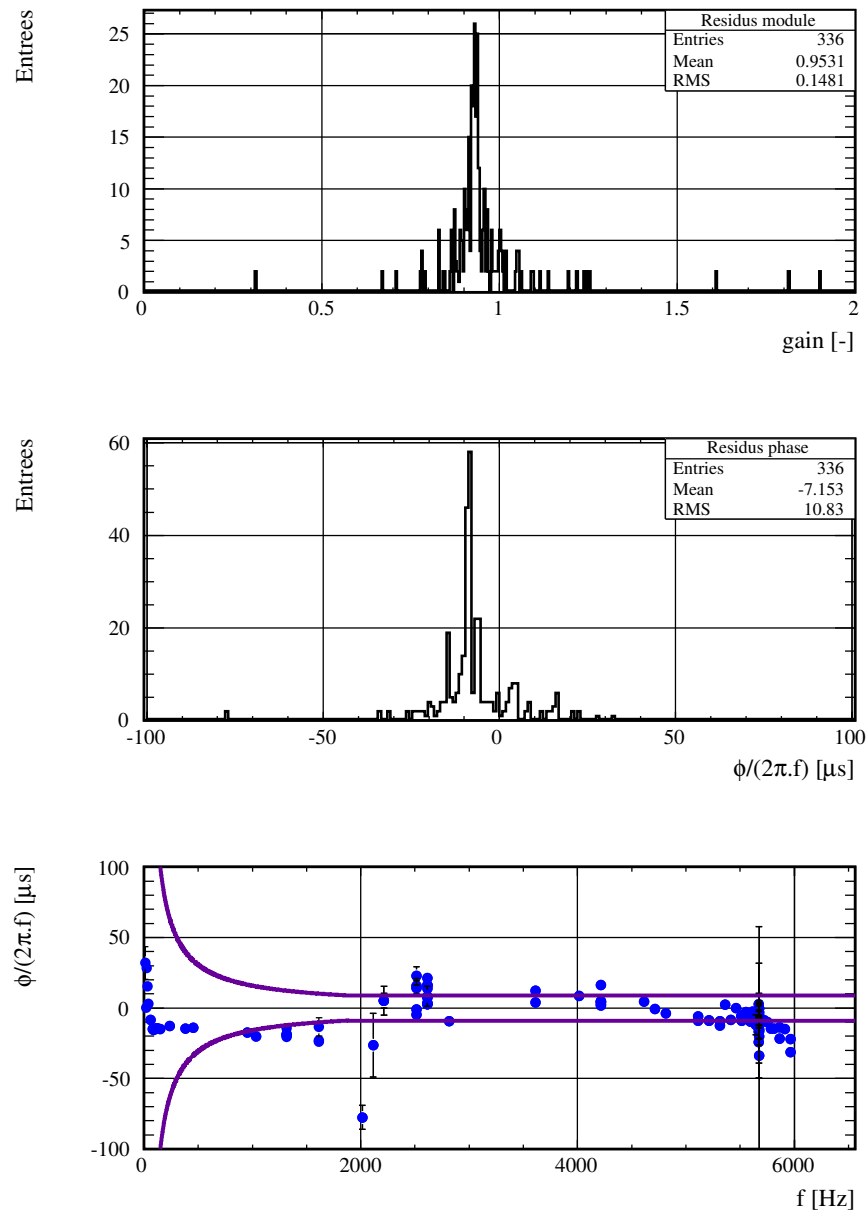 Entrees
25
20
15
10
5
0
Residus module
Entries 336
Mean 0.9531
RMS 0.1481
0 0.5 1 1.5 2
gain [-]
Entrees
60
40
20
0
Residus phase
Entries 336
Mean -7.153
RMS 10.83
-100 -50 0 50 100
ϕ/(2π.f) [μs]
ϕ/(2π.f) [μs]
100
50
0
-50
-100
0 2000 4000 6000
f [Hz]